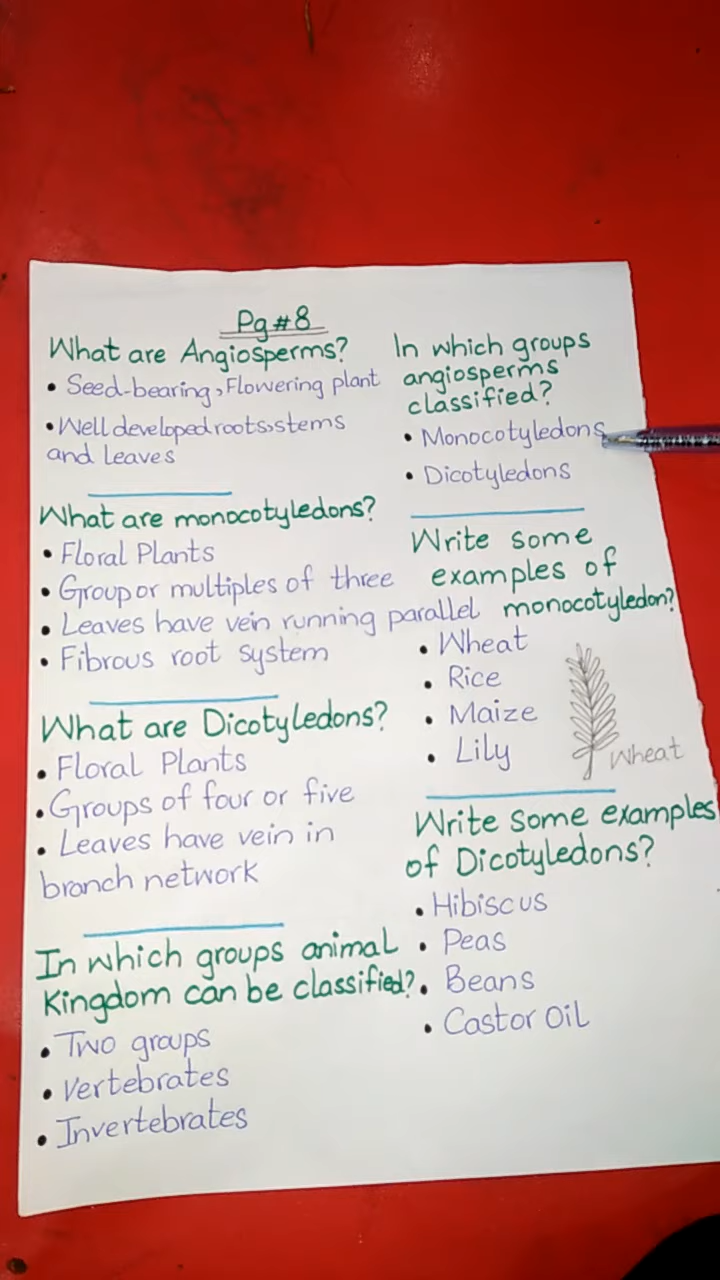 Pg#8
What are Angiosperms?
• Seed-bearing, Flowering plant
• Well developed roots, stems
and Leaves
What are monocotyledons?
• Floral Plants
• Group or multiples of three
• Leaves have vein running parallel
• Fibrous root system
What are Dicotyledons?
• Floral Plants
• Groups of four or five
• Leaves have vein in
branch network
In which groups animal
Kingdom can be classified?
• Two groups
• Vertebrates
• Invertebrates
In which groups
angiosperms
classified?
• Monocotyledons
• Dicotyledons
Write some
examples of
monocotyledon?
• Wheat
• Rice
• Maize
• Lily
Wheat
Write some examples
of Dicotyledons?
• Hibiscus
• Peas
• Beans
• Castor Oil